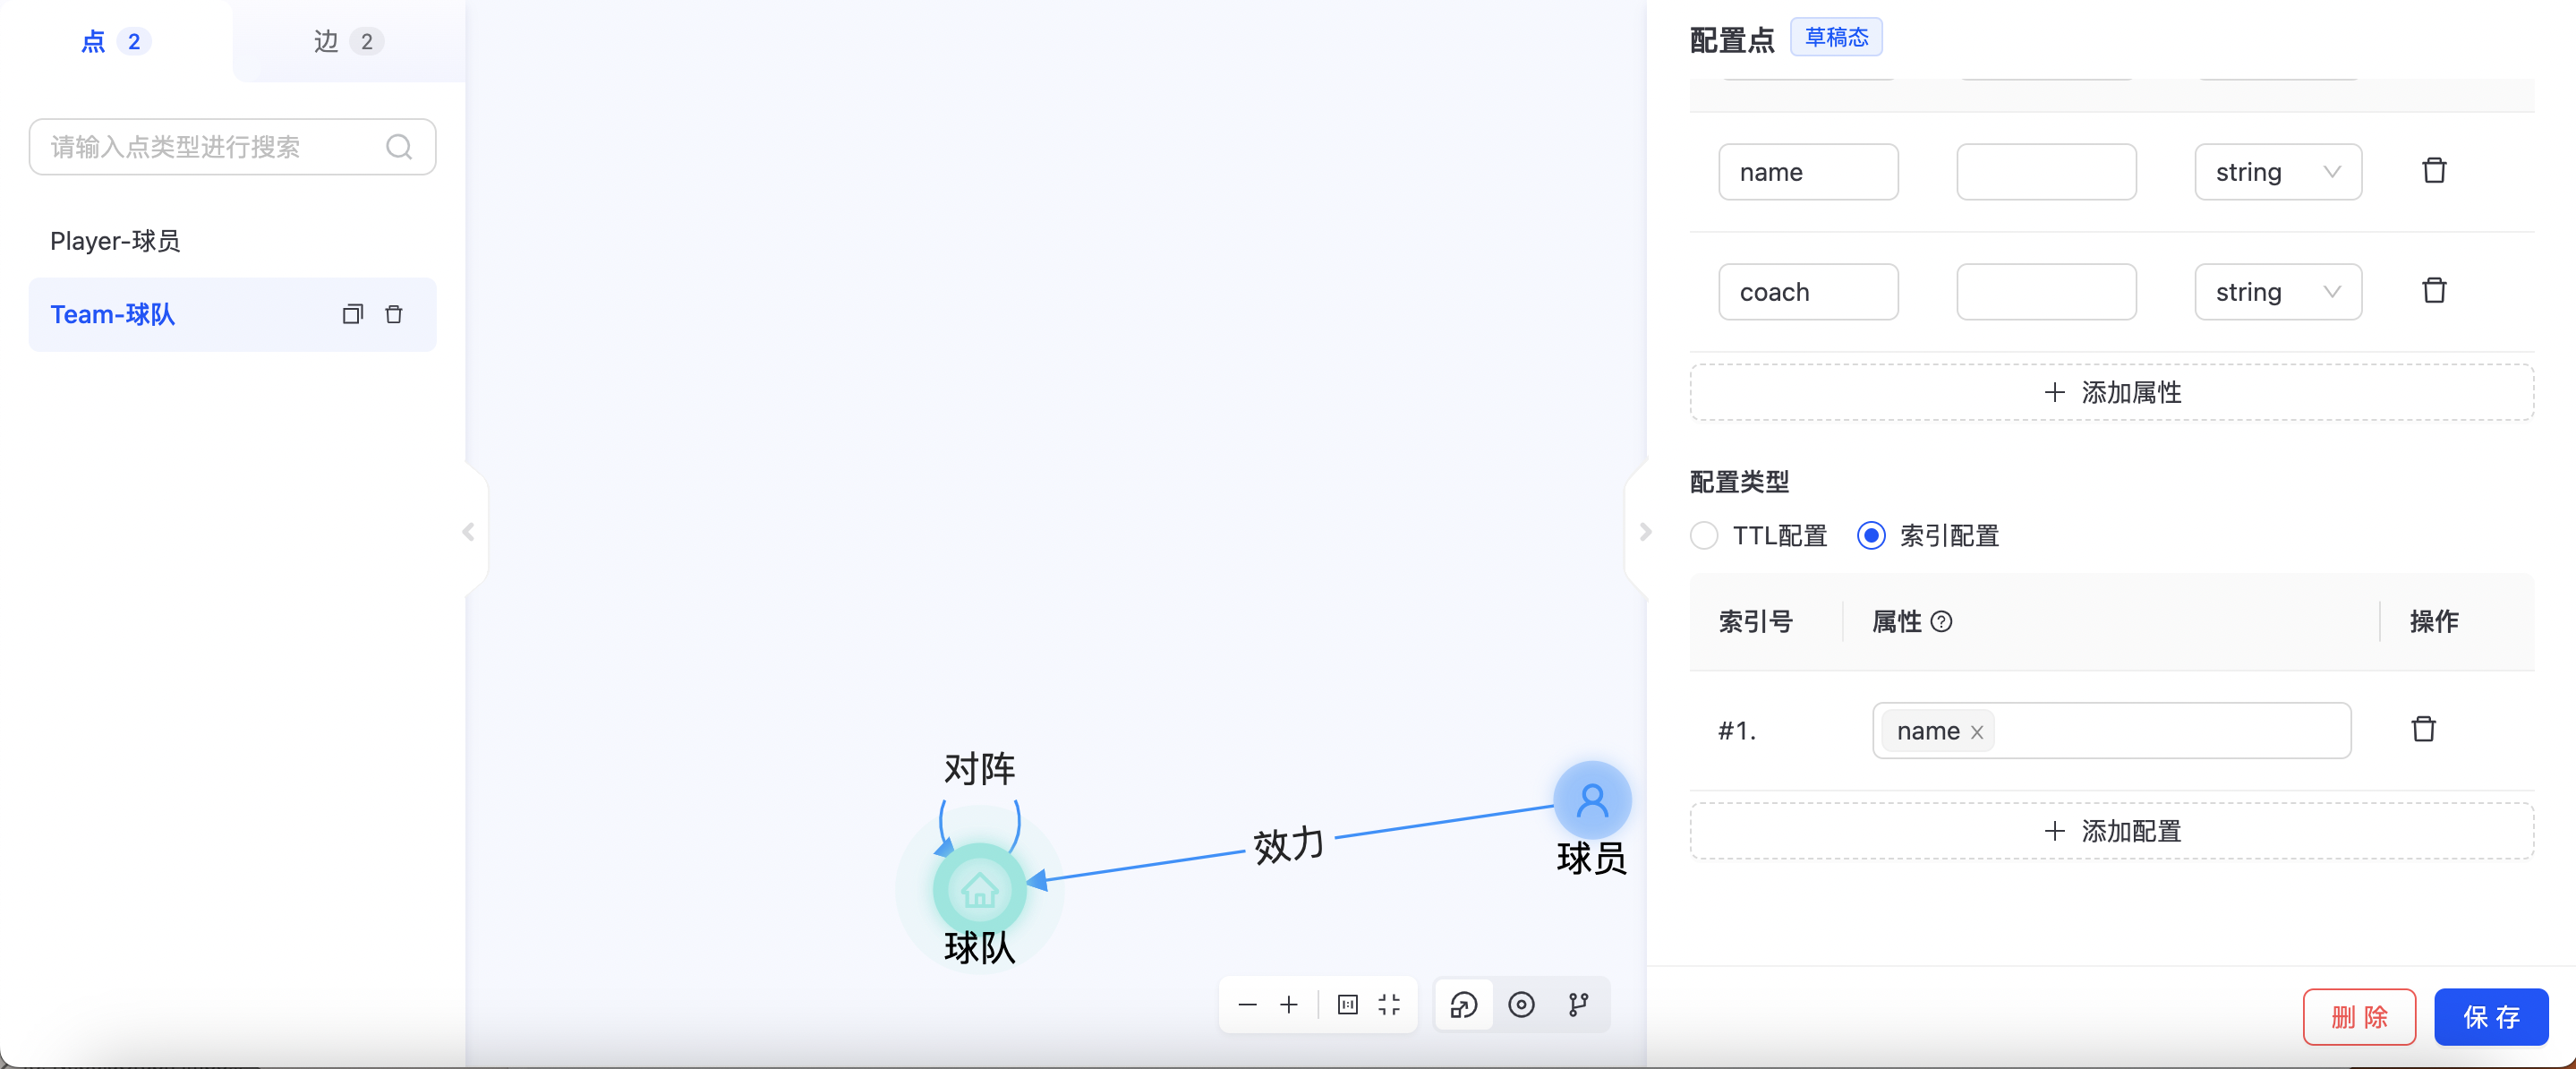 点 2
边 2
请输入点类型进行搜索
Player-球员
Team-球队
对阵
效力
球员
球队
配置点 草稿态
name string
coach string
添加属性
配置类型
TTL配置 索引配置
索引号 属性 操作
#1. name
添加配置
删 除 保 存